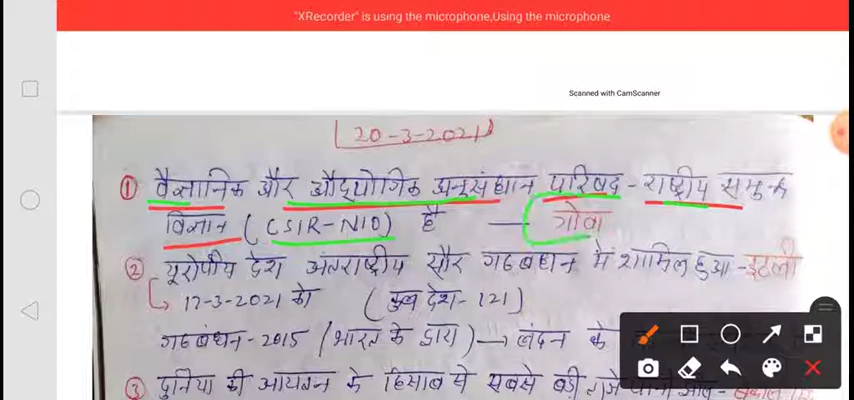 "XRecorder" is using the microphone,Using the microphone
Scanned with CamScanner
20-3-2021
① वैज्ञानिक और औद्योगिक अनुसंधान परिषद - राष्ट्रीय समुन्द्र
विज्ञान (CSIR-NIO) है — गोवा
② यूरोपीय देश अंतराष्ट्रीय सौर गठबंधन में शामिल हुआ - इटली
17-3-2021 को (कुल देश - 121)
गठबंधन - 2015 (भारत के द्वारा) → लंदन के
③ दुनिया की आयतन के हिसाब से सबसे बड़ी